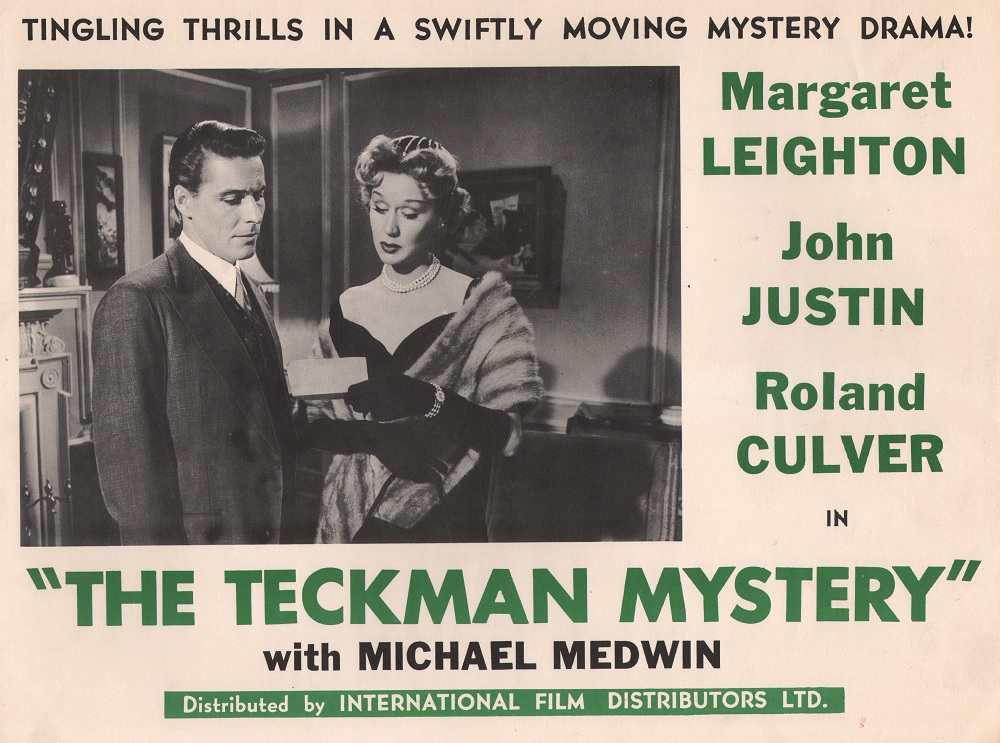 TINGLING THRILLS IN A SWIFTLY MOVING MYSTERY DRAMA!
Margaret
LEIGHTON
John
JUSTIN
Roland
CULVER
IN
"THE TECKMAN MYSTERY"
with MICHAEL MEDWIN
Distributed by INTERNATIONAL FILM DISTRIBUTORS LTD.